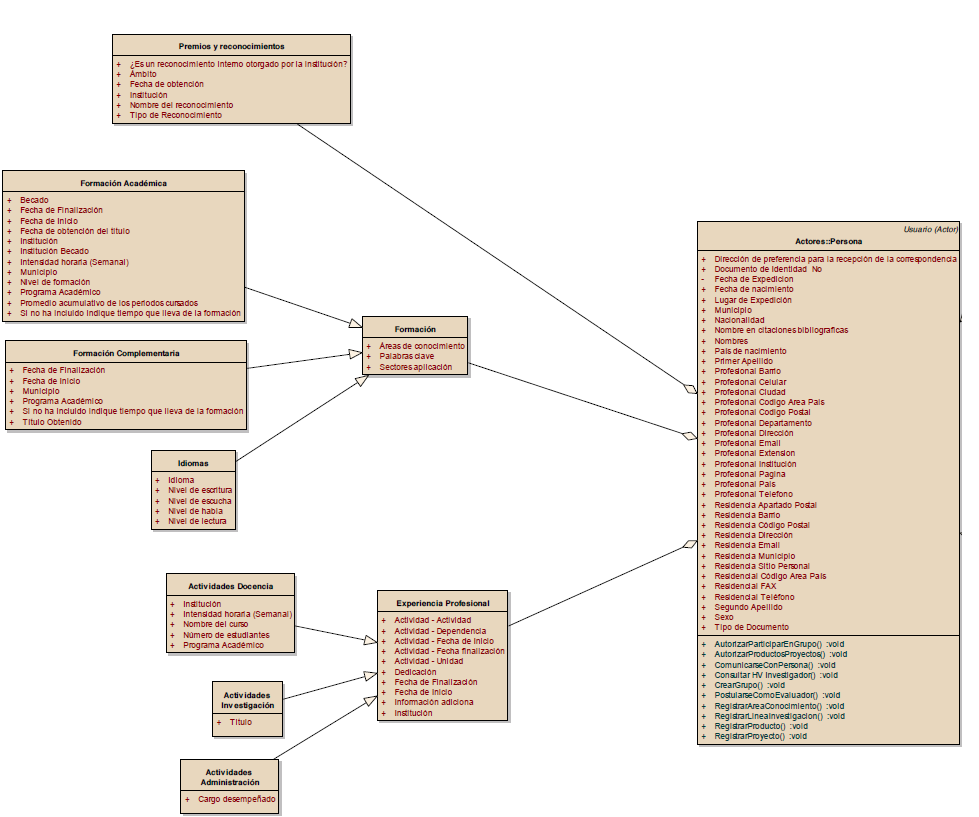 Premios y reconocimientos
+ ¿Es un reconocimiento interno otorgado por la institución?
+ Ámbito
+ Fecha de obtención
+ Institución
+ Nombre del reconocimiento
+ Tipo de Reconocimiento
Formación Académica
+ Becado
+ Fecha de Finalización
+ Fecha de Inicio
+ Fecha de obtención del título
+ Institución
+ Institución Becado
+ Intensidad horaria (Semanal)
+ Municipio
+ Nivel de formación
+ Programa Académico
+ Promedio acumulativo de los periodos cursados
+ Si no ha incluido indique tiempo que lleva de la formación
Formación Complementaria
+ Fecha de Finalización
+ Fecha de Inicio
+ Municipio
+ Programa Académico
+ Si no ha incluido indique tiempo que lleva de la formación
+ Titulo Obtenido
Idiomas
+ Idioma
+ Nivel de escritura
+ Nivel de escucha
+ Nivel de habla
+ Nivel de lectura
Formación
+ Áreas de conocimiento
+ Palabras clave
+ Sectores aplicación
Actividades Docencia
+ Institución
+ Intensidad horaria (Semanal)
+ Nombre del curso
+ Número de estudiantes
+ Programa Académico
Actividades
Investigación
+ Titulo
Actividades
Administración
+ Cargo desempeñado
Experiencia Profesional
+ Actividad - Actividad
+ Actividad - Dependencia
+ Actividad - Fecha de Inicio
+ Actividad - Fecha finalización
+ Actividad - Unidad
+ Dedicación
+ Fecha de Finalización
+ Fecha de Inicio
+ Información adiciona
+ Institución
Usuario (Actor)
Actores::Persona
+ Dirección de preferencia para la recepción de la correspondencia
+ Documento de Identidad No
- Fecha de Expedicion
+ Fecha de nacimiento
+ Lugar de Expedición
+ Municipio
+ Nacionalidad
+ Nombre en citaciones bibliograficas
+ Nombres
+ País de nacimiento
+ Primer Apellido
+ Profesional Barrio
+ Profesional Celular
+ Profesional Ciudad
+ Profesional Codigo Area Pais
+ Profesional Codigo Postal
+ Profesional Departamento
+ Profesional Dirección
+ Profesional Email
+ Profesional Extension
+ Profesional Institución
+ Profesional Pagina
+ Profesional Pais
+ Profesional Telefono
+ Residencia Apartado Postal
+ Residencia Barrio
+ Residencia Código Postal
+ Residencia Dirección
+ Residencia Email
+ Residencia Municipio
+ Residencia Sitio Personal
+ Residencial Código Area País
+ Residencial FAX
+ Residencial Teléfono
+ Segundo Apellido
+ Sexo
+ Tipo de Documento
+ AutorizarParticiparEnGrupo() :void
+ AutorizarProductosProyectos() :void
+ ComunicarseConPersona() :void
+ Consultar HV Investigador() :void
+ CrearGrupo() :void
+ PostularseComoEvaluador() :void
+ RegistrarAreaConocimiento() :void
+ RegistrarLineaInvestigacion() :void
+ RegistrarProducto() :void
+ RegistrarProyecto() :void